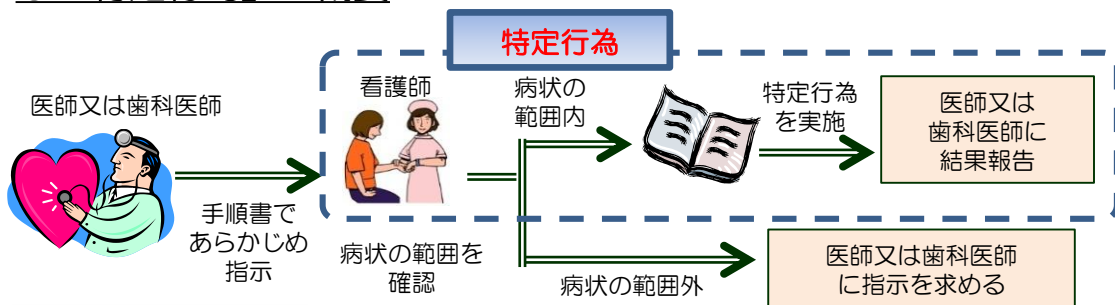 特定行為
医師又は歯科医師
手順書で
あらかじめ
指示
看護師
病状の範囲を
確認
病状の
範囲内
特定行為
を実施
医師又は
歯科医師に
結果報告
病状の範囲外
医師又は歯科医師
に指示を求める